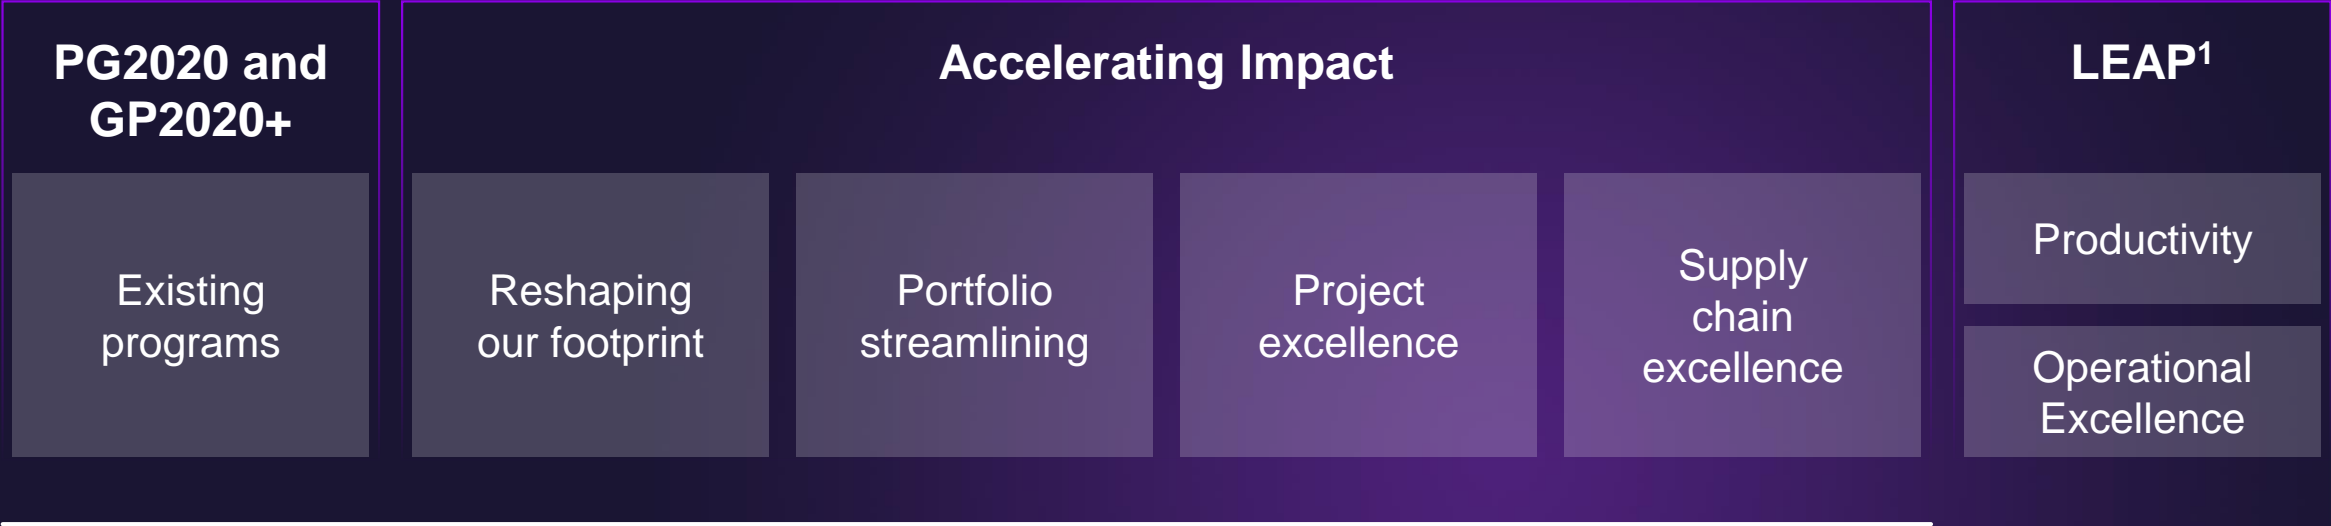 PG2020 and
GP2020+
Existing
programs
Accelerating Impact
Reshaping
our footprint
Portfolio
streamlining
Project
excellence
Supply
chain
excellence
LEAP¹
Productivity
Operational
Excellence